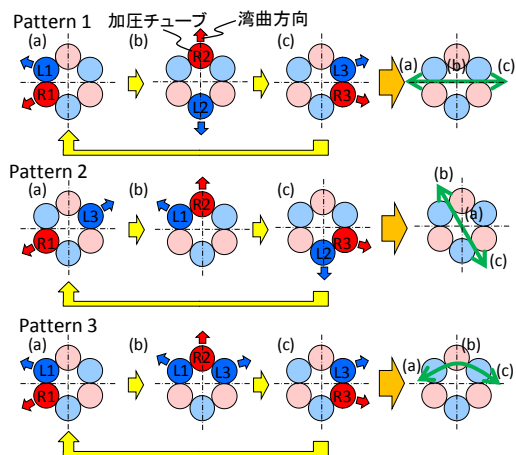 Pattern 1
加圧チューブ
湾曲方向
(a)
(b)
(c)
L1
R1
R2
L2
L3
R3
(a)
(b)
(c)
Pattern 2
(a)
(b)
(c)
L3
R1
L1
R2
R3
L2
(b)
(a)
(c)
Pattern 3
(a)
(b)
(c)
L1
R1
L1
R2
L3
L3
R3
(a)
(b)
(c)